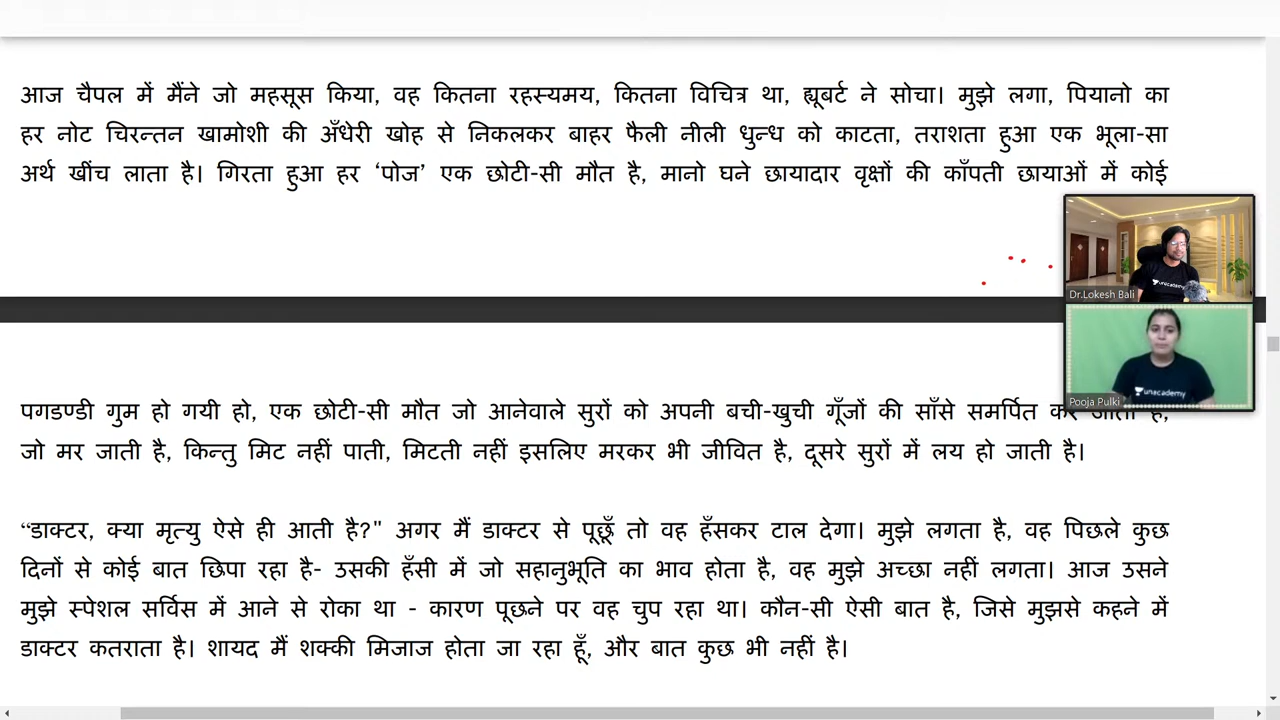 आज चैपल में मैंने जो महसूस किया, वह कितना रहस्यमय, कितना विचित्र था, ह्यूबर्ट ने सोचा। मुझे लगा, पियानो का
हर नोट चिरन्तन खामोशी की अँधेरी खोह से निकलकर बाहर फैली नीली धुन्ध को काटता, तराशता हुआ एक भूला-सा
अर्थ खींच लाता है। गिरता हुआ हर ‘पोज’ एक छोटी-सी मौत है, मानो घने छायादार वृक्षों की काँपती छायाओं में कोई
unacademy
Dr.Lokesh Bali
unacademy
Pooja Pulki
पगडण्डी गुम हो गयी हो, एक छोटी-सी मौत जो आनेवाले सुरों को अपनी बची-खुची गूँजों की साँसे समर्पित कर
जो मर जाती है, किन्तु मिट नहीं पाती, मिटती नहीं इसलिए मरकर भी जीवित है, दूसरे सुरों में लय हो जाती है।
“डाक्टर, क्या मृत्यु ऐसे ही आती है?" अगर मैं डाक्टर से पूछूँ तो वह हँसकर टाल देगा। मुझे लगता है, वह पिछले कुछ
दिनों से कोई बात छिपा रहा है- उसकी हँसी में जो सहानुभूति का भाव होता है, वह मुझे अच्छा नहीं लगता। आज उसने
मुझे स्पेशल सर्विस में आने से रोका था - कारण पूछने पर वह चुप रहा था। कौन-सी ऐसी बात है, जिसे मुझसे कहने में
डाक्टर कतराता है। शायद मैं शक्की मिजाज होता जा रहा हूँ, और बात कुछ भी नहीं है।